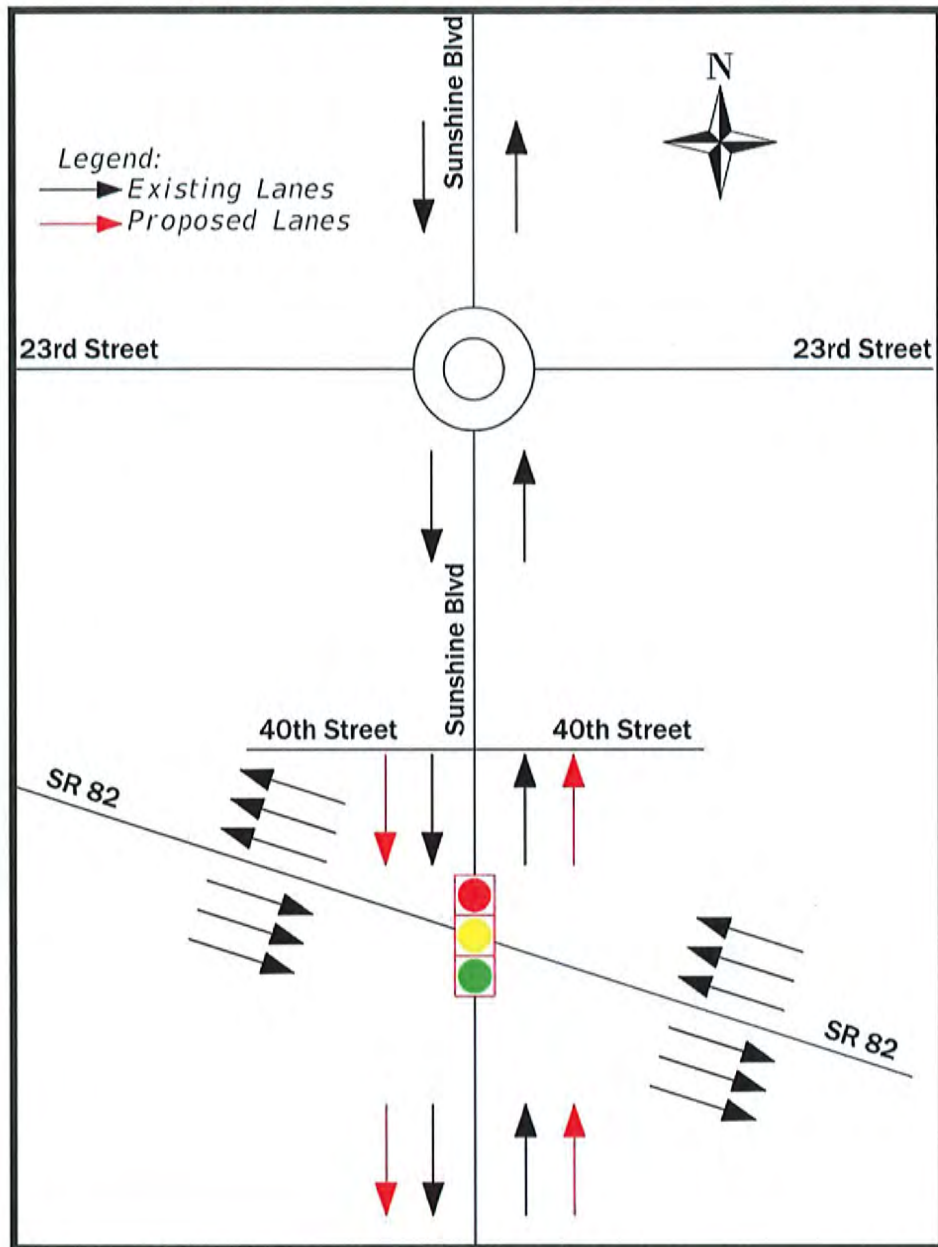 Sunshine Blvd
N
Legend:
Existing Lanes
Proposed Lanes
23rd Street
23rd Street
Sunshine Blvd
40th Street
40th Street
SR 82
SR 82